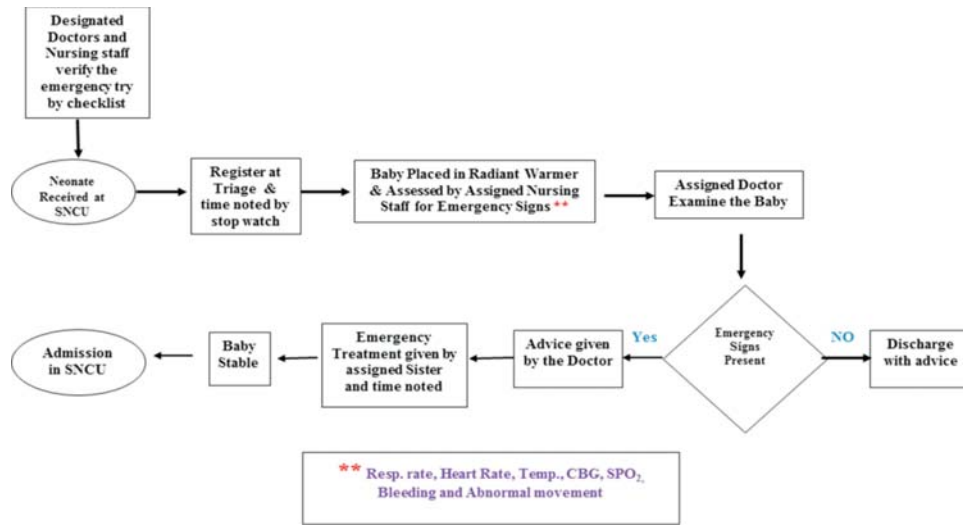 Designated
Doctors and
Nursing staff
verify the
emergency try
by checklist
Neonate
Received at
SNCU
Register at
Triage &
time noted by
stop watch
Baby Placed in Radiant Warmer
& Assessed by Assigned Nursing
Staff for Emergency Signs **
Assigned Doctor
Examine the Baby
Emergency
Signs
Present
Yes
NO
Discharge
with advice
Advice given
by the Doctor
Emergency
Treatment given by
assigned Sister
and time noted
Baby
Stable
Admission
in SNCU
** Resp. rate, Heart Rate, Temp., CBG, SPO₂,
Bleeding and Abnormal movement